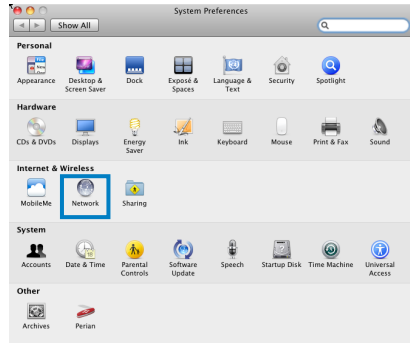 System Preferences
Show All
Personal
Appearance
Desktop & Screen Saver
Dock
Exposé & Spaces
Language & Text
Security
Spotlight
Hardware
CDs & DVDs
Displays
Energy Saver
Ink
Keyboard
Mouse
Print & Fax
Sound
Internet & Wireless
MobileMe
Network
Sharing
System
Accounts
Date & Time
Parental Controls
Software Update
Speech
Startup Disk
Time Machine
Universal Access
Other
Archives
Perian